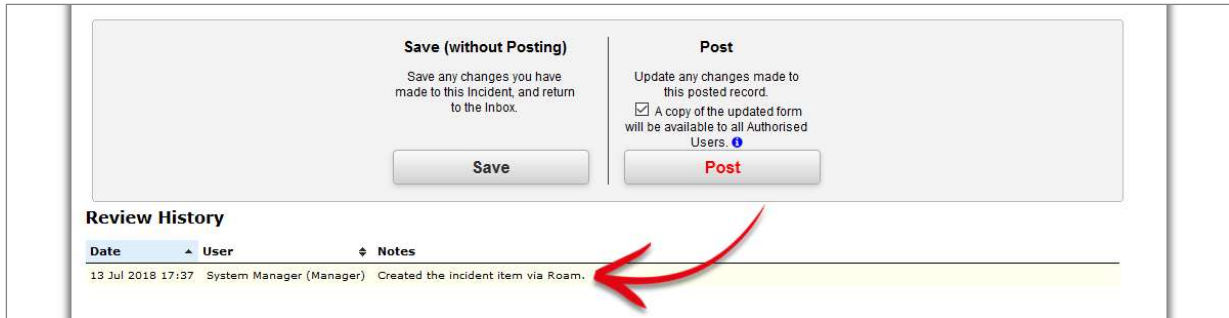 Save (without Posting)
Save any changes you have
made to this Incident, and return
to the Inbox.
Save
Post
Update any changes made to
this posted record.
A copy of the updated form
will be available to all Authorised
Users.
Post
Review History
Date User Notes
13 Jul 2018 17:37 System Manager (Manager) Created the incident item via Roam.